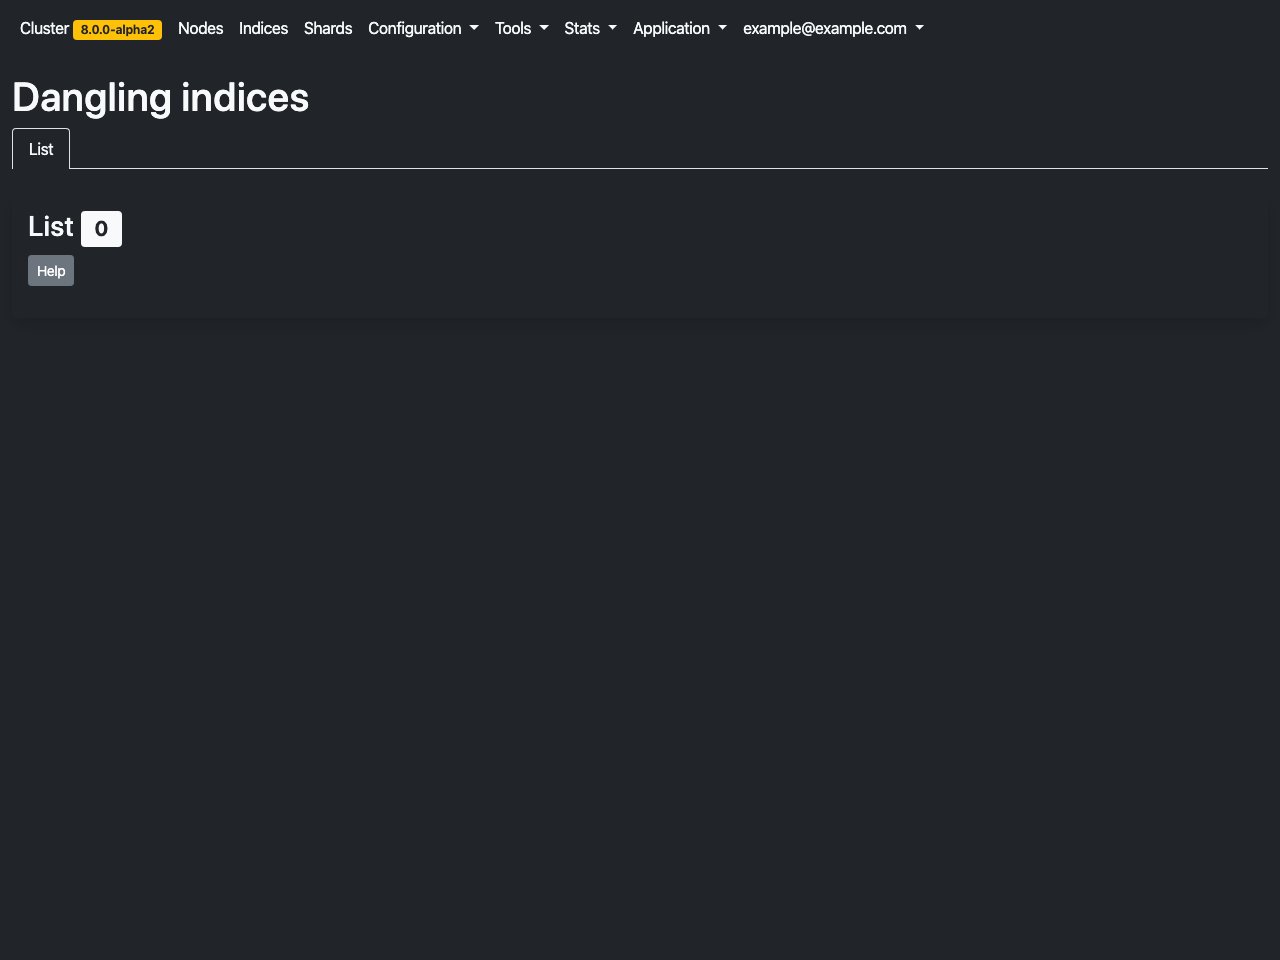 Cluster 8.0.0-alpha2 Nodes Indices Shards Configuration Tools Stats Application example@example.com
Dangling indices
List
List 0
Help